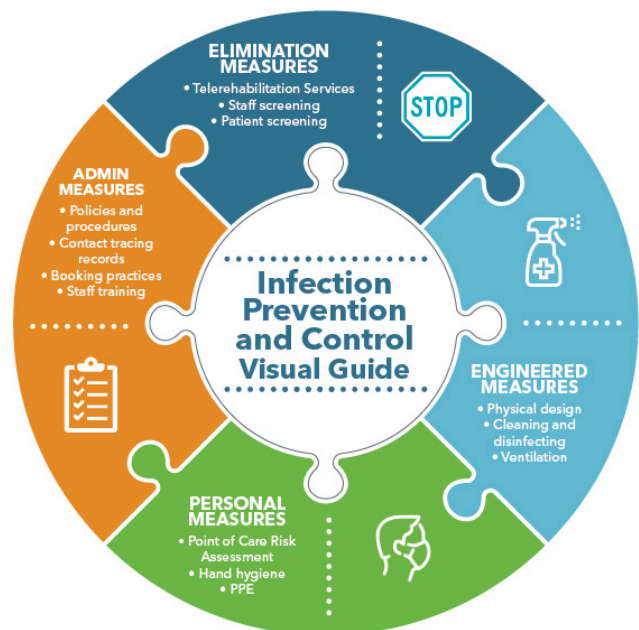 ELIMINATION
MEASURES
• Telerehabilitation Services
• Staff screening
• Patient screening
STOP
ADMIN
MEASURES
• Policies and
procedures
• Contact tracing
records
• Booking practices
• Staff training
Infection
Prevention
and Control
Visual Guide
ENGINEERED
MEASURES
• Physical design
• Cleaning and
disinfecting
• Ventilation
PERSONAL
MEASURES
• Point of Care Risk
Assessment
• Hand hygiene
• PPE